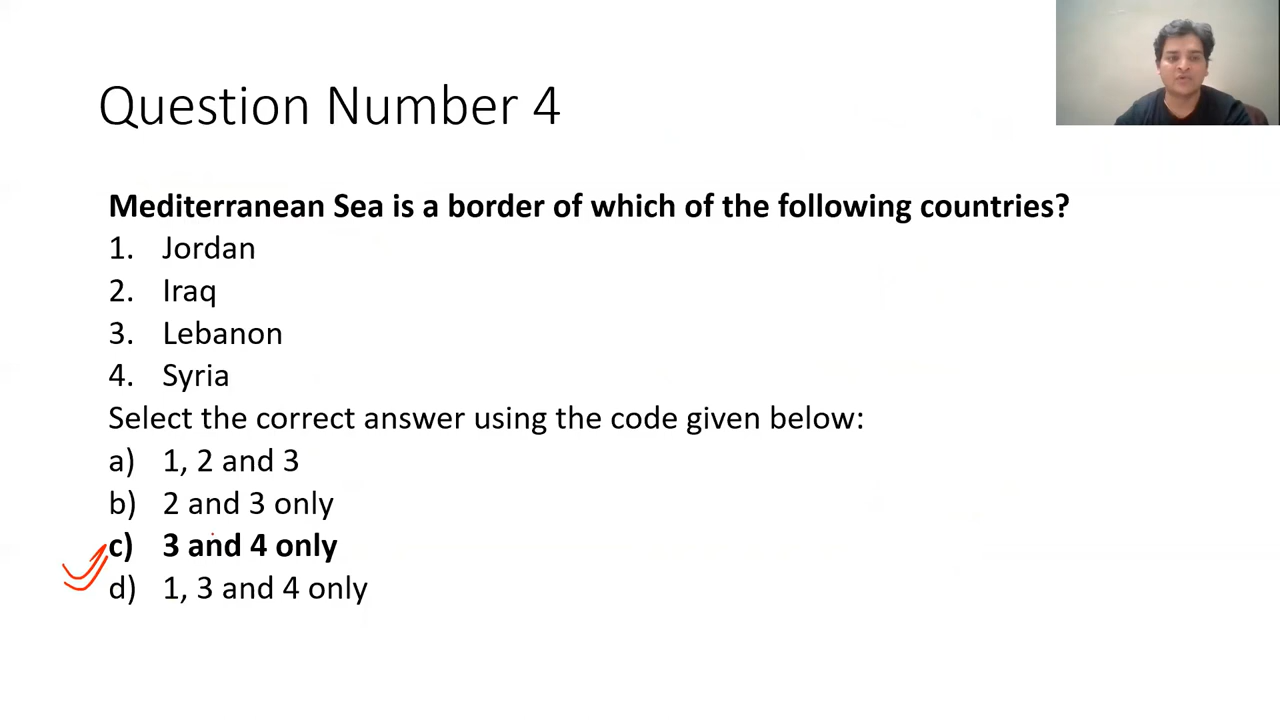 Question Number 4
Mediterranean Sea is a border of which of the following countries?
1. Jordan
2. Iraq
3. Lebanon
4. Syria
Select the correct answer using the code given below:
a) 1, 2 and 3
b) 2 and 3 only
c) 3 and 4 only
d) 1, 3 and 4 only